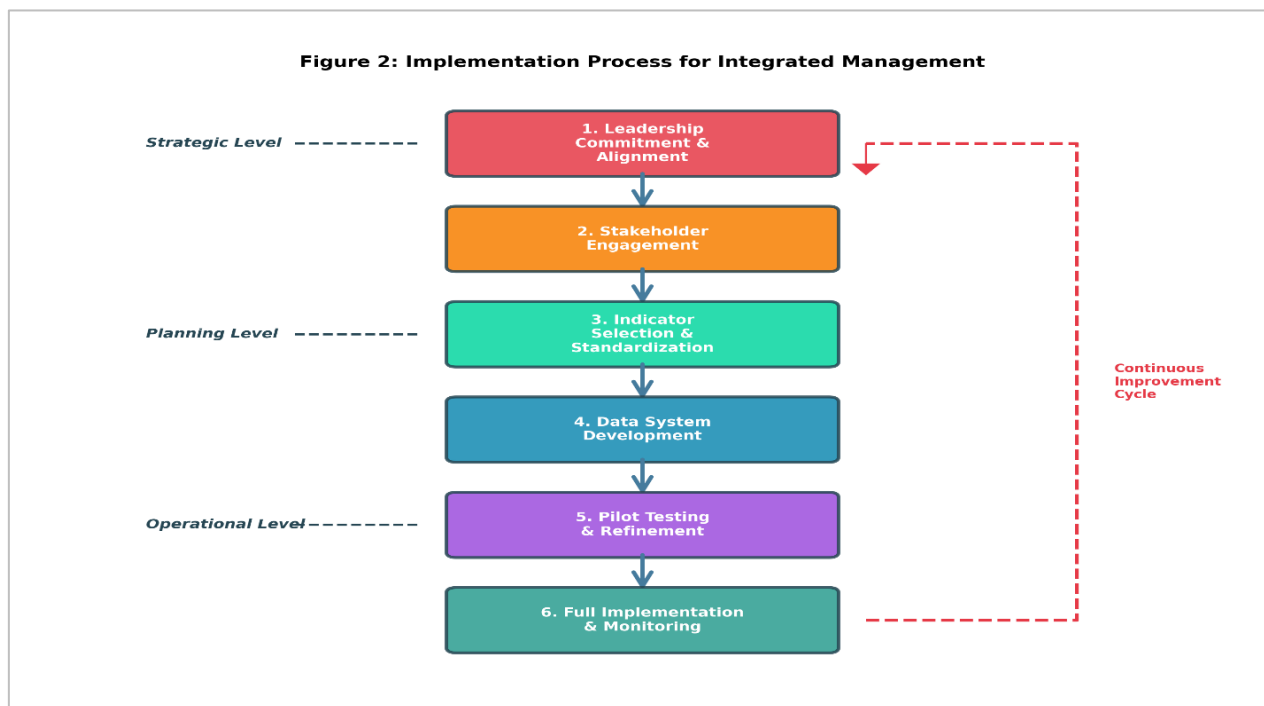 Figure 2: Implementation Process for Integrated Management
Strategic Level
1. Leadership
Commitment &
Alignment
2. Stakeholder
Engagement
Planning Level
3. Indicator
Selection &
Standardization
Continuous
Improvement
Cycle
4. Data System
Development
Operational Level
5. Pilot Testing
& Refinement
6. Full Implementation
& Monitoring